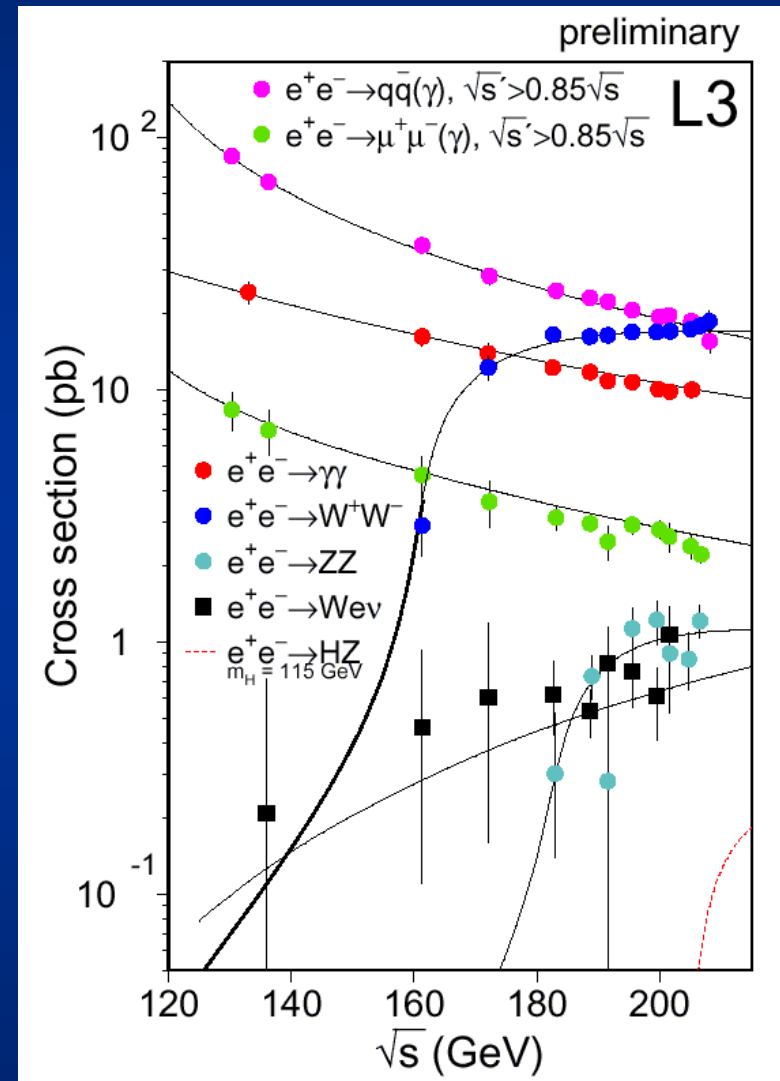 preliminary
L3
e⁺e⁻→qq̄(γ), √s´>0.85√s
e⁺e⁻→μ⁺μ⁻(γ), √s´>0.85√s
10²
10
1
10⁻¹
Cross section (pb)
e⁺e⁻→γγ
e⁺e⁻→W⁺W⁻
e⁺e⁻→ZZ
e⁺e⁻→Weν
e⁺e⁻→HZ
m_H = 115 GeV
120 140 160 180 200
√s (GeV)